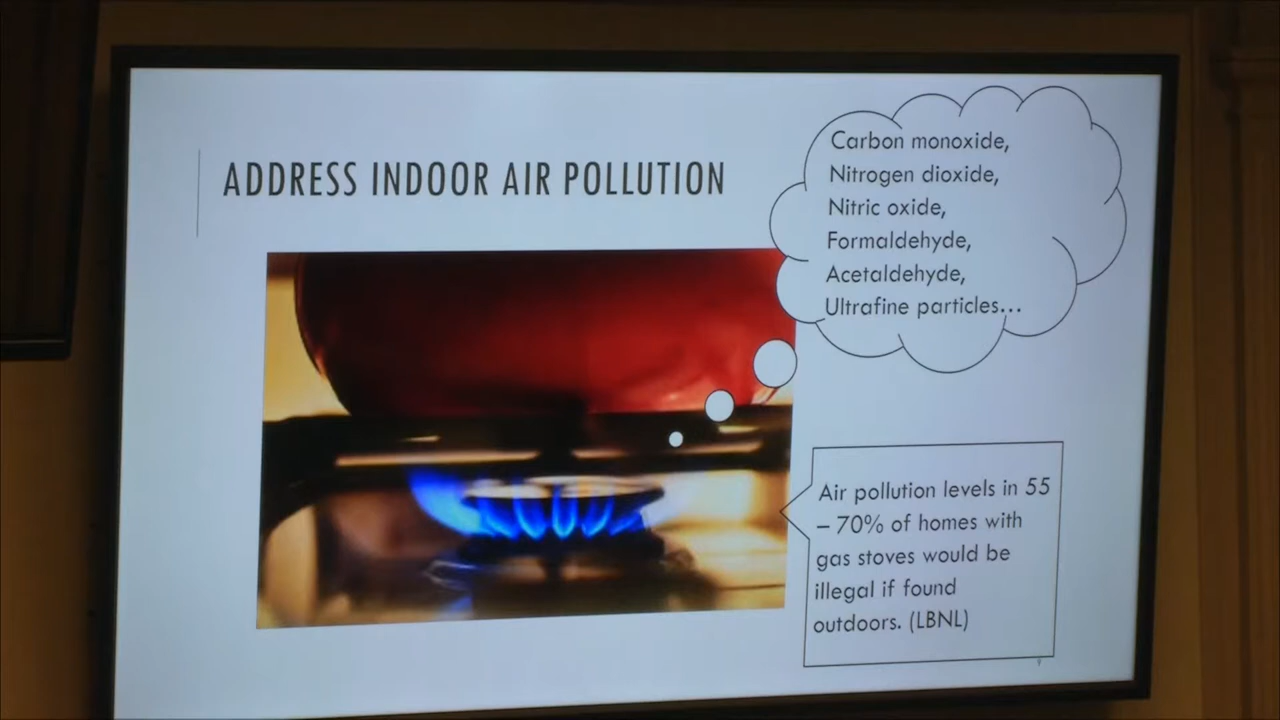 ADDRESS INDOOR AIR POLLUTION
Carbon monoxide,
Nitrogen dioxide,
Nitric oxide,
Formaldehyde,
Acetaldehyde,
Ultrafine particles...
Air pollution levels in 55
– 70% of homes with
gas stoves would be
illegal if found
outdoors. (LBNL)
9